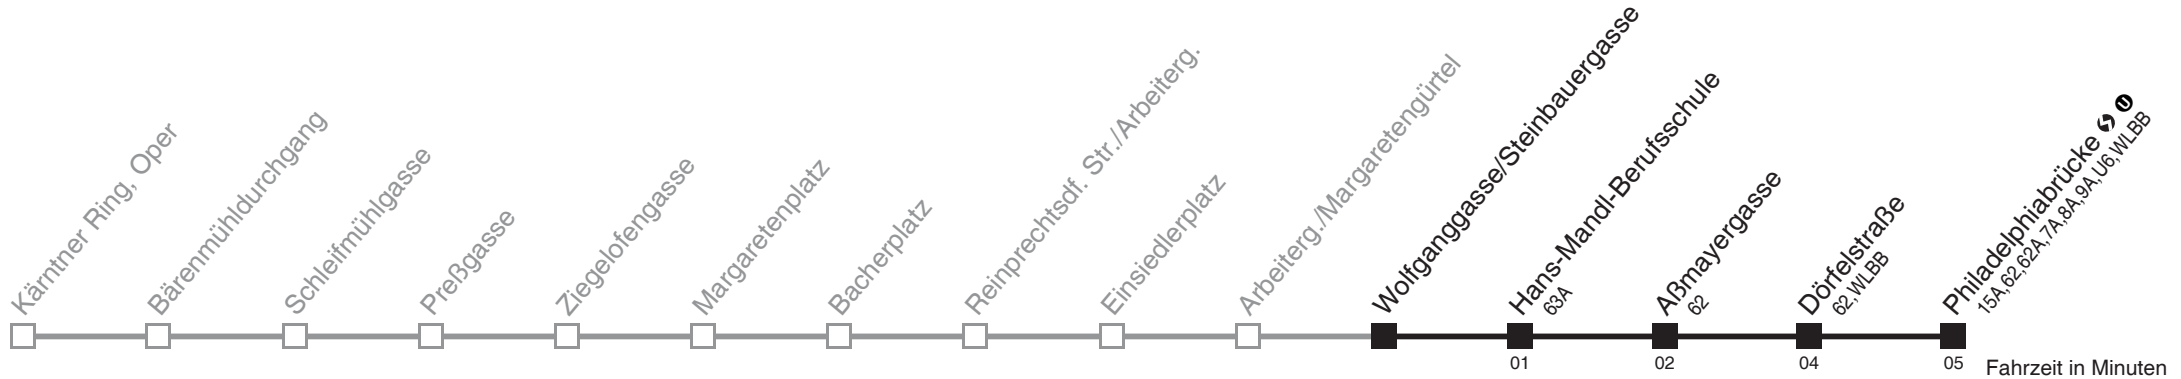 Kärntner Ring, Oper
Bärenmühldurchgang
Schleifmühlgasse
Preßgasse
Ziegelofengasse
Margaretenplatz
Bacherplatz
Reinprechtsdf. Str./Arbeiterg.
Einsiedlerplatz
Arbeiterg./Margaretengürtel
Wolfganggasse/Steinbauergasse
Hans-Mandl-Berufsschule
63A
Aßmayergasse
62
Dörfelstraße
62,WLBB
Philadelphiabrücke S U
15A,62,62A,7A,8A,9A,U6,WLBB
01
02
04
05
Fahrzeit in Minuten